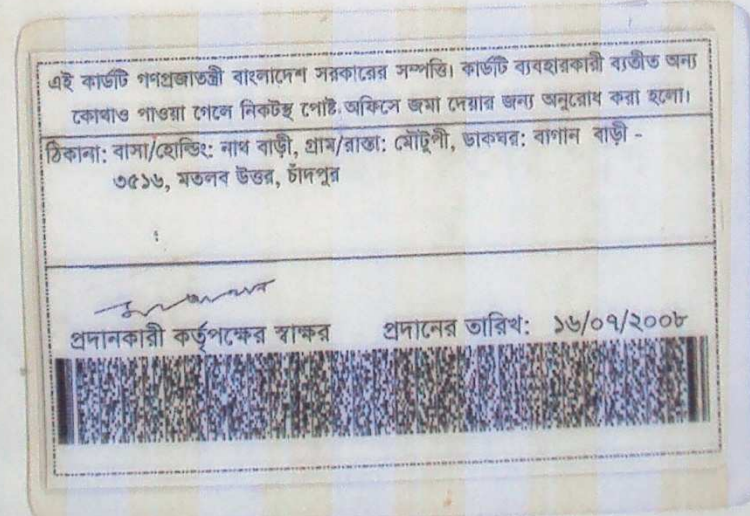 এই কার্ডটি গণপ্রজাতন্ত্রী বাংলাদেশ সরকারের সম্পত্তি। কার্ডটি ব্যবহারকারী ব্যতীত অন্য
কোথাও পাওয়া গেলে নিকটস্থ পোষ্ট অফিসে জমা দেয়ার জন্য অনুরোধ করা হলো।
ঠিকানা: বাসা/হোল্ডিং: নাথ বাড়ী, গ্রাম/রাস্তা: মৌটুপী, ডাকঘর: বাগান বাড়ী -
৩৫১৬, মতলব উত্তর, চাঁদপুর
প্রদানকারী কর্তৃপক্ষের স্বাক্ষর প্রদানের তারিখ: ১৬/০৭/২০০৮